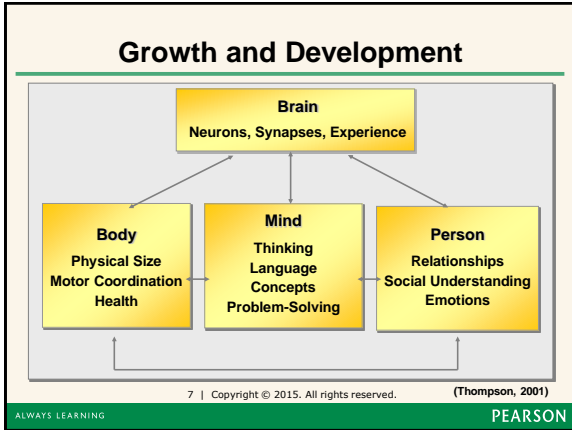 Growth and Development
Brain
Neurons, Synapses, Experience
Body
Physical Size
Motor Coordination
Health
Mind
Thinking
Language
Concepts
Problem-Solving
Person
Relationships
Social Understanding
Emotions
7 | Copyright © 2015. All rights reserved.
(Thompson, 2001)
ALWAYS LEARNING
PEARSON